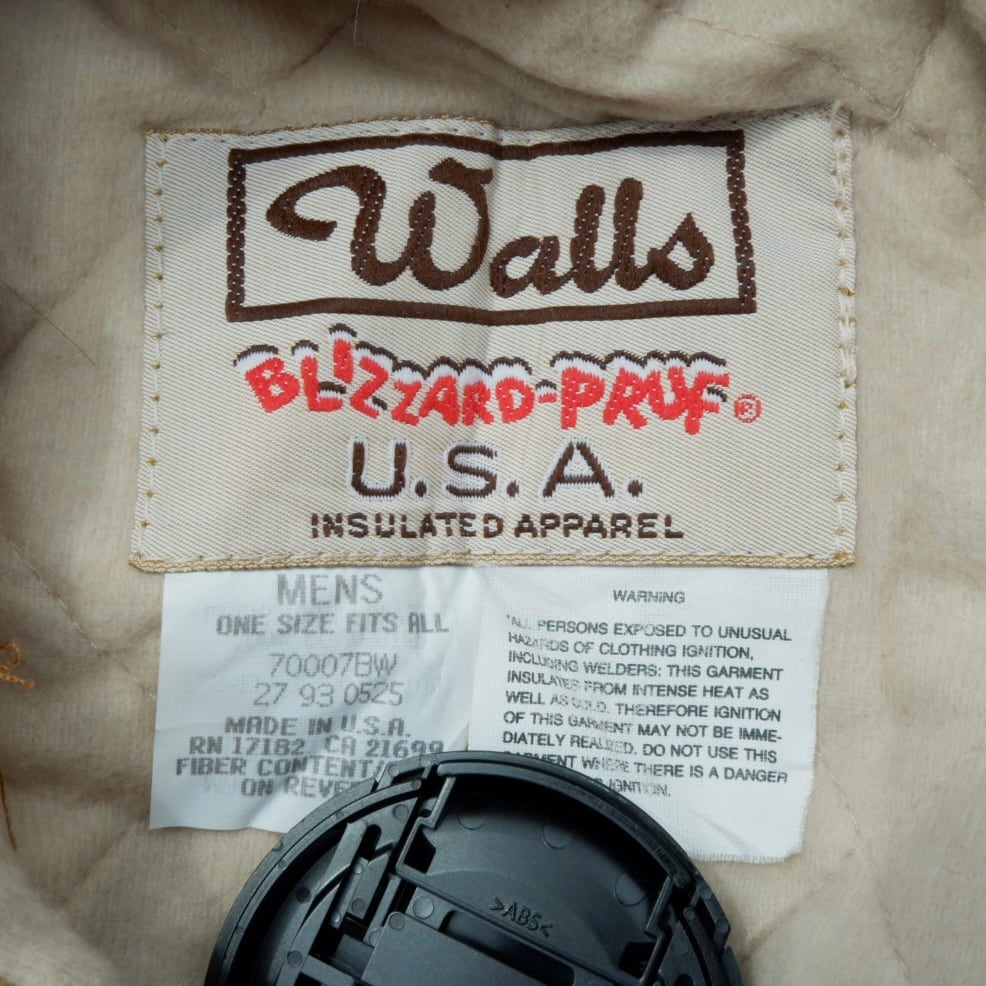 Walls
BLIZZARD-PRUF®
U.S.A.
INSULATED APPAREL
MENS
ONE SIZE FITS ALL
70007BW
27 93 0525
MADE IN U.S.A.
RN 17182 CA 21699
FIBER CONTENT/
ON
WARNING
ALL PERSONS EXPOSED TO UNUSUAL
HAZARDS OF CLOTHING IGNITION,
INCLUDING WELDERS: THIS GARMENT
INSULATES FROM INTENSE HEAT AS
WELL AS COLD. THEREFORE IGNITION
OF THIS GARMENT MAY NOT BE IMME-
DIATELY REALIZED. DO NOT USE THIS
GARMENT WHERE THERE IS A DANGER
IGNITION.
>ABS<